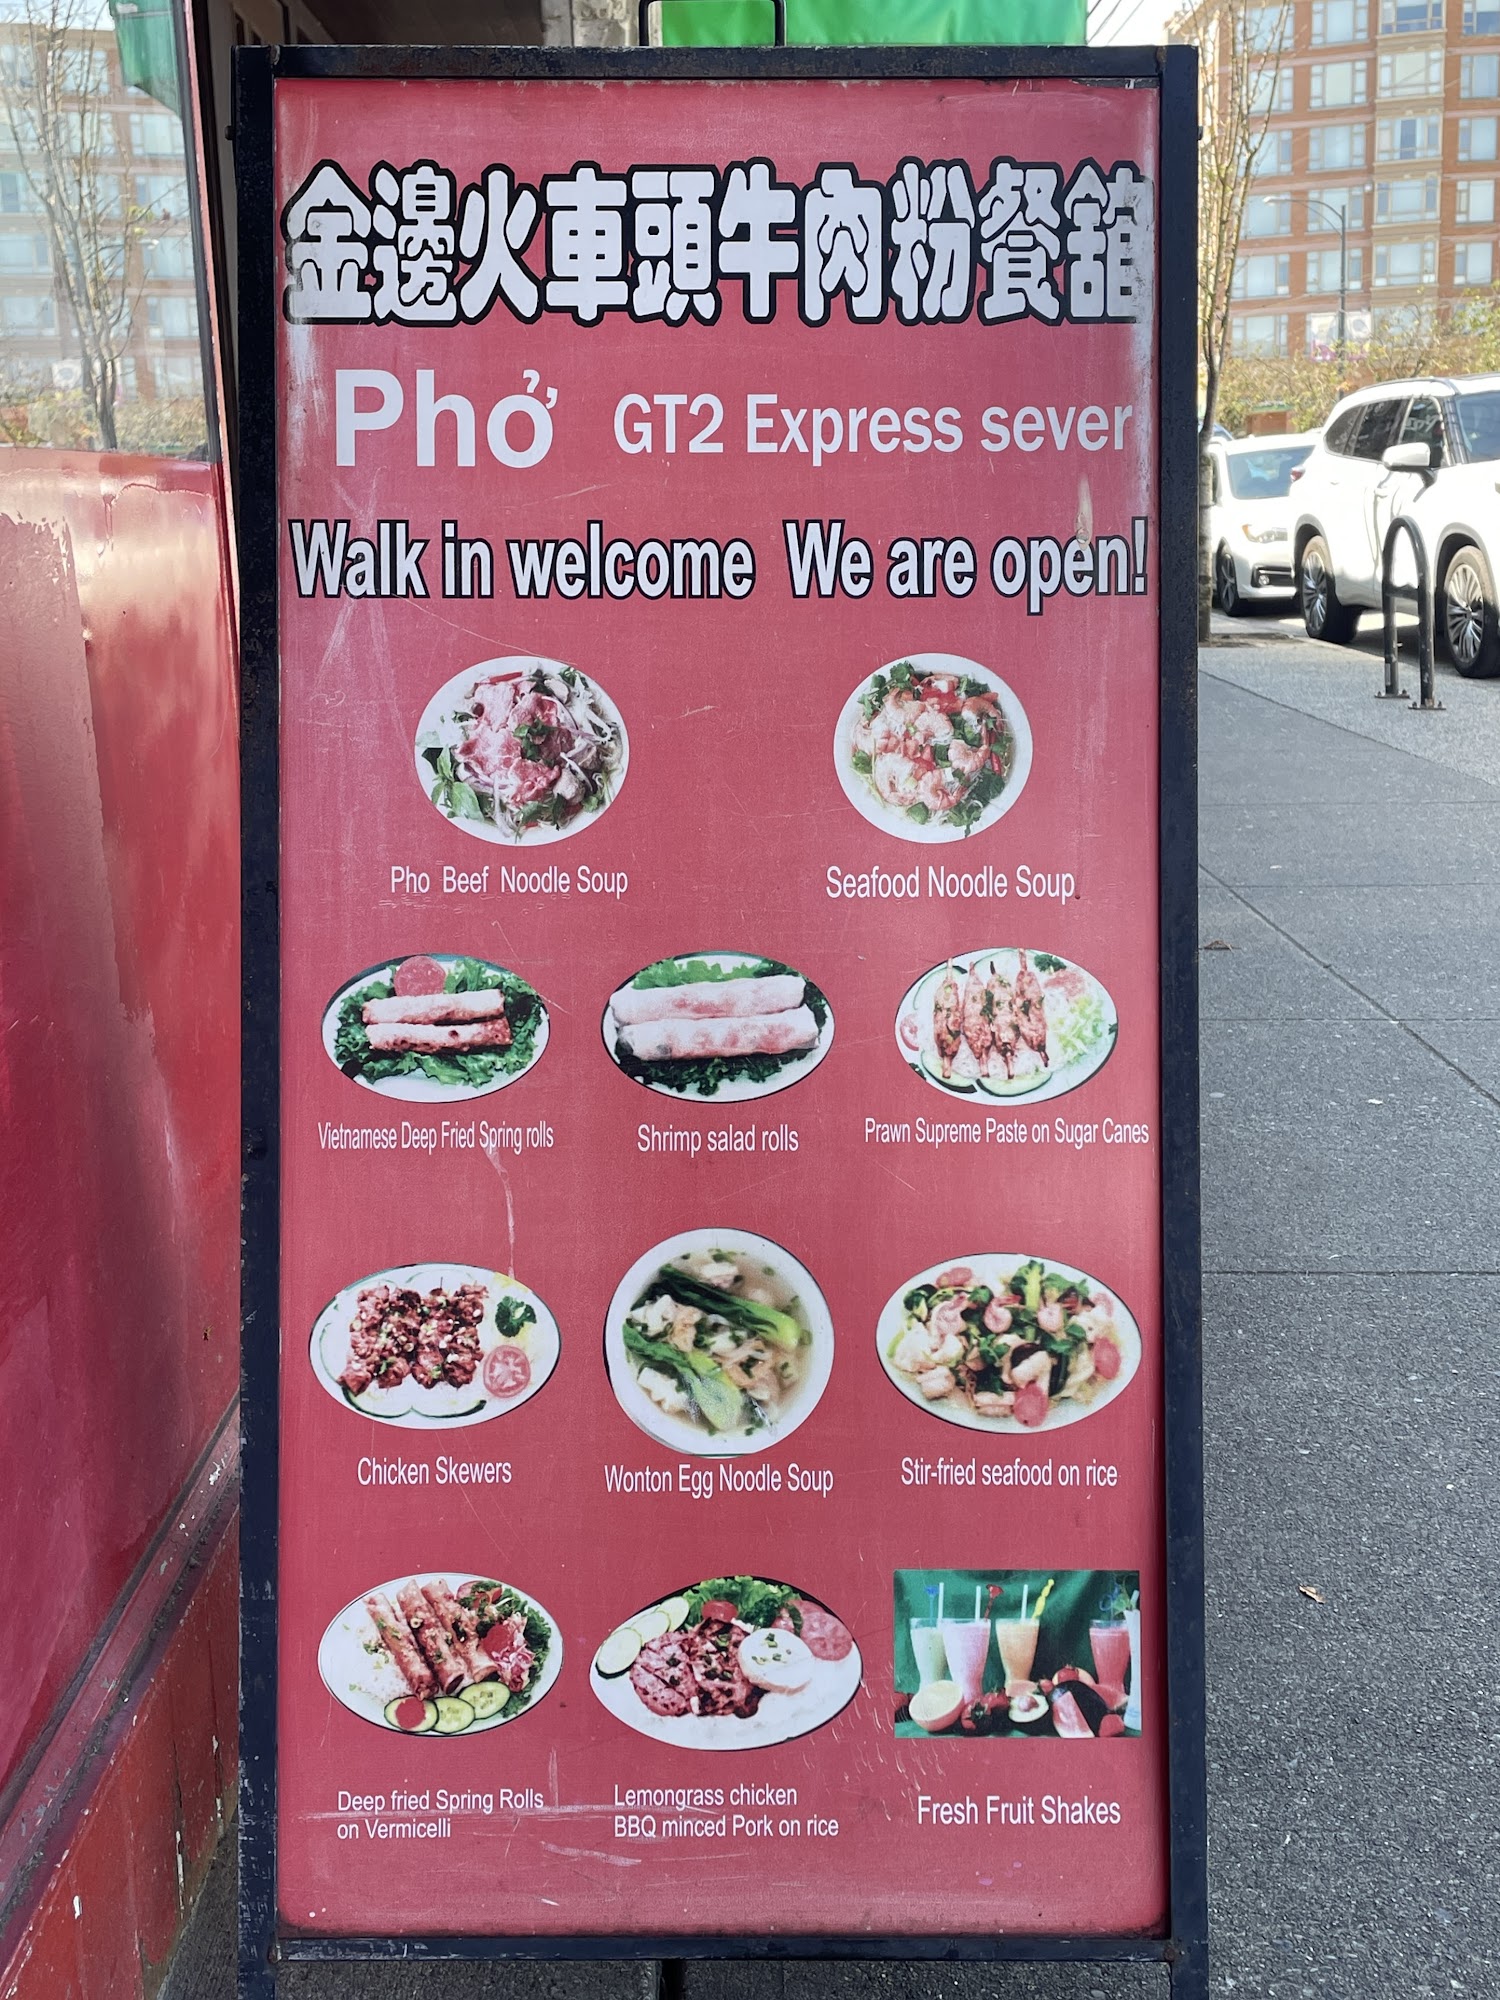 金邊火車頭牛肉粉餐館
Phở GT2 Express sever
Walk in welcome We are open!
Pho Beef Noodle Soup
Seafood Noodle Soup
Vietnamese Deep Fried Spring rolls
Shrimp salad rolls
Prawn Supreme Paste on Sugar Canes
Chicken Skewers
Wonton Egg Noodle Soup
Stir-fried seafood on rice
Deep fried Spring Rolls
on Vermicelli
Lemongrass chicken
BBQ minced Pork on rice
Fresh Fruit Shakes